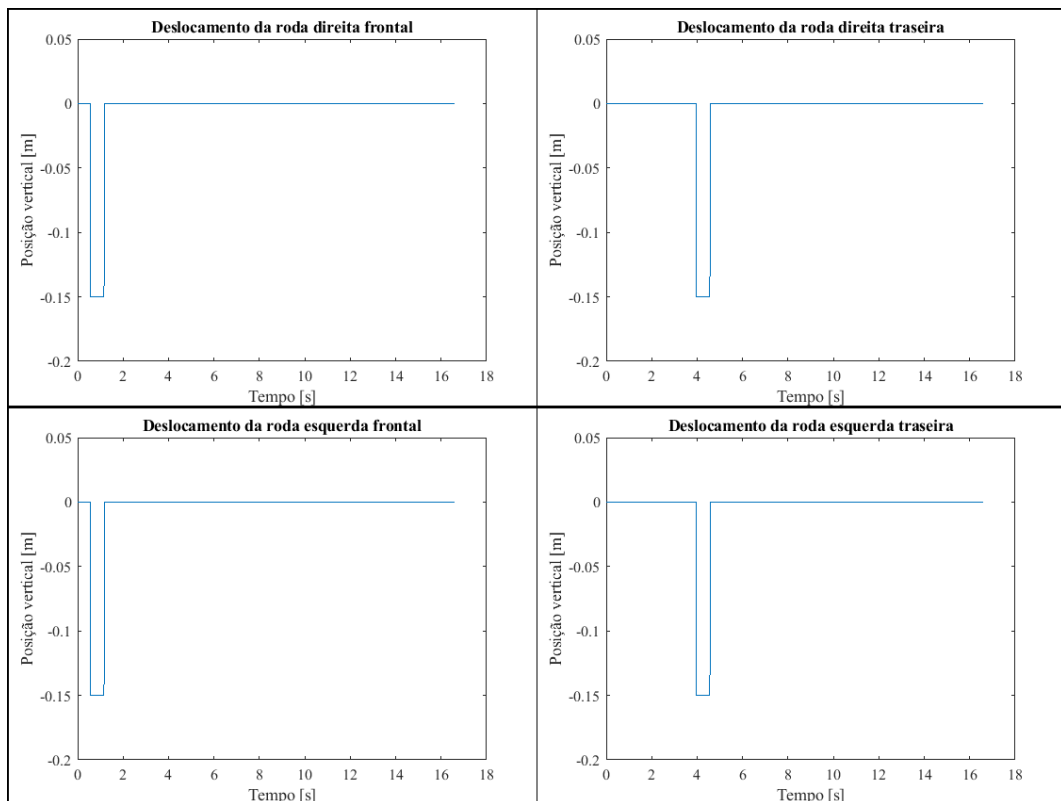 Deslocamento da roda direita frontal
0.05
0
-0.05
-0.1
-0.15
-0.2
Posição vertical [m]
0 2 4 6 8 10 12 14 16 18
Tempo [s]
Deslocamento da roda direita traseira
0.05
0
-0.05
-0.1
-0.15
-0.2
Posição vertical [m]
0 2 4 6 8 10 12 14 16 18
Tempo [s]
Deslocamento da roda esquerda frontal
0.05
0
-0.05
-0.1
-0.15
-0.2
Posição vertical [m]
0 2 4 6 8 10 12 14 16 18
Tempo [s]
Deslocamento da roda esquerda traseira
0.05
0
-0.05
-0.1
-0.15
-0.2
Posição vertical [m]
0 2 4 6 8 10 12 14 16 18
Tempo [s]